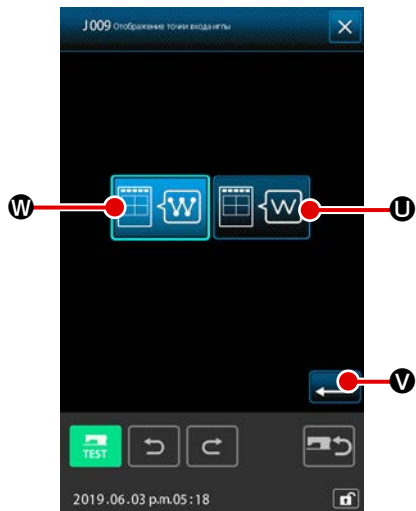 J009 Отображение точки входа иглы
W
U
V
TEST
2019.06.03 p.m.05:18